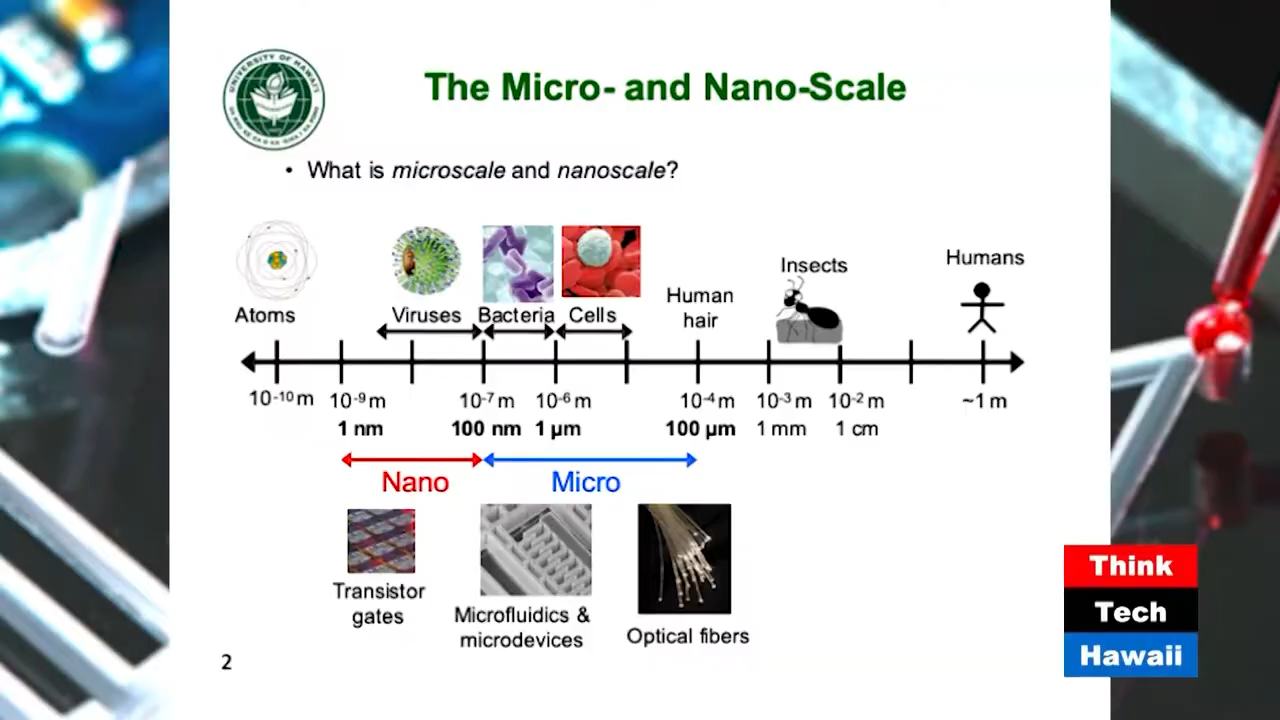 The Micro- and Nano-Scale
UNIVERSITY OF HAWAI'I
• What is microscale and nanoscale?
Atoms
Viruses
Bacteria
Cells
Human
hair
Insects
Humans
10-10 m
10-9 m
10-7 m
10-6 m
10-4 m
10-3 m
10-2 m
~1 m
1 nm
100 nm
1 µm
100 µm
1 mm
1 cm
Nano
Micro
Transistor
gates
Microfluidics &
microdevices
Optical fibers
2
Think
Tech
Hawaii